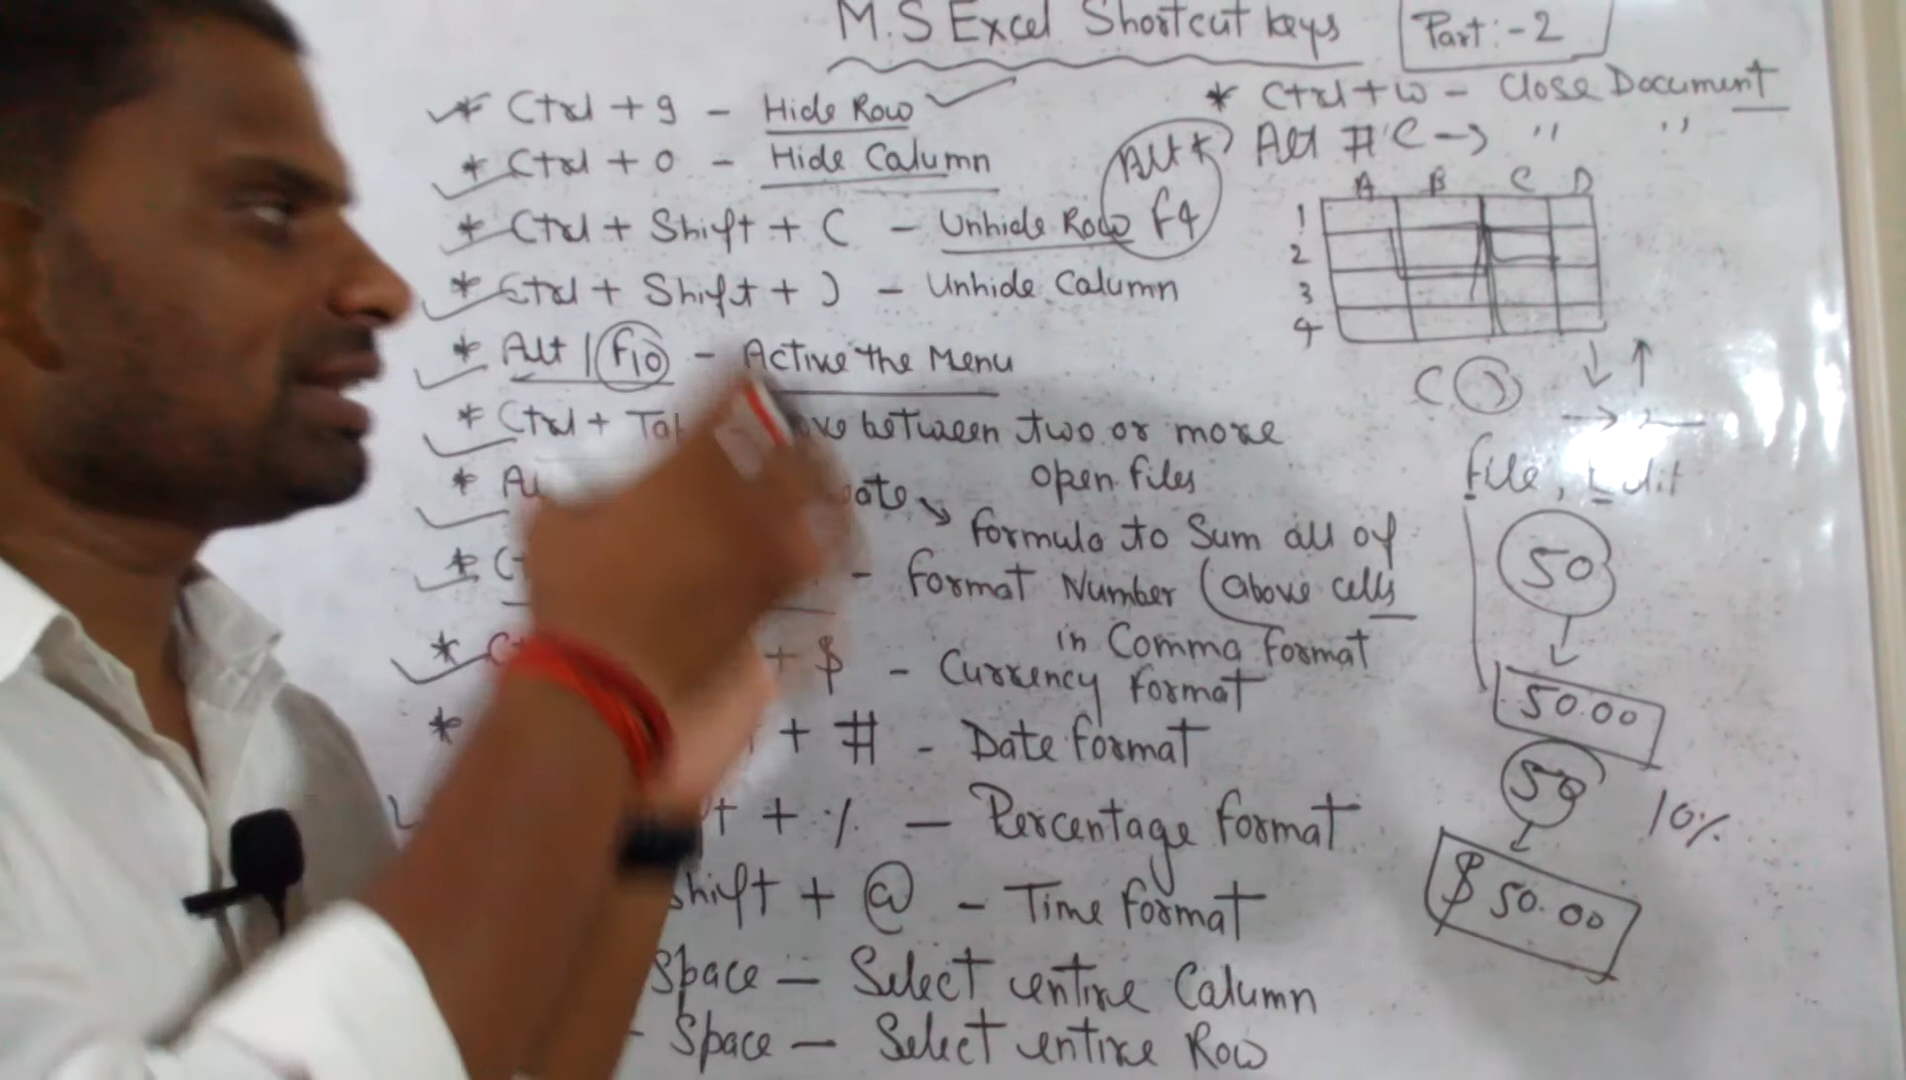 M.S Excel Shortcut keys
Part:-2
* Ctrl + 9 - Hide Row
* Ctrl + 0 - Hide Calumn
* Ctrl + Shift + ( - Unhide Row
* Ctrl + Shift + ) - Unhide Calumn
* Alt | F10 - Active the Menu
* Ctrl + between two or more
open files
*
Formula to Sum all of
(above cells
* - Format Number
in Comma Format
* + $ - Currency Format
* + # - Date Format
+ % - Percentage Format
Shift + @ - Time Format
Space - Select entire Calumn
- Space - Select entire Row
* Ctrl + w - Close Document
Alt # C → " "
Alt +
F4
A B C D
1
2
3
4
( )
File, Edit
50
50.00
50
10%
$ 50.00